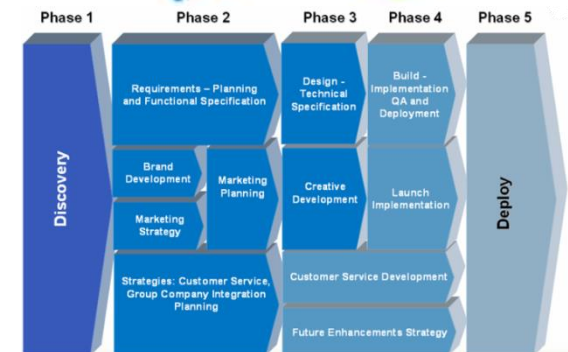 Phase 1
Phase 2
Phase 3
Phase 4
Phase 5
Discovery
Requirements – Planning
and Functional Specification
Brand
Development
Marketing
Strategy
Marketing
Planning
Strategies: Customer Service,
Group Company Integration
Planning
Design -
Technical
Specification
Creative
Development
Build -
Implementation
QA and
Deployment
Launch
Implementation
Customer Service Development
Future Enhancements Strategy
Deploy